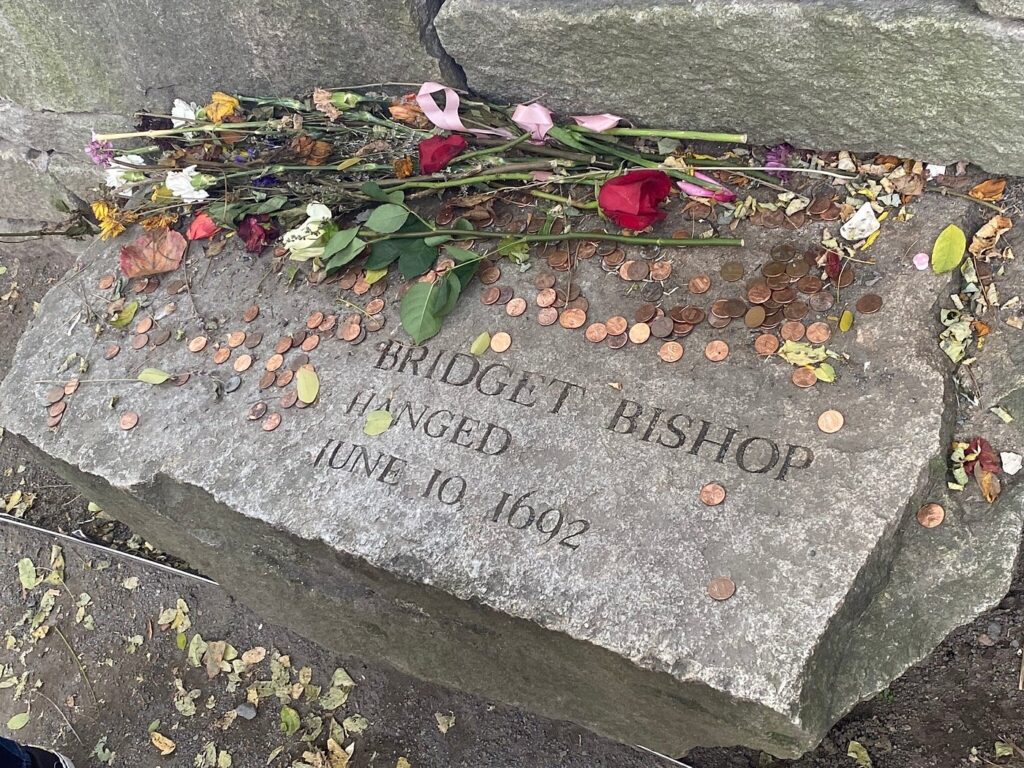 BRIDGET BISHOP
HANGED
JUNE 10, 1692